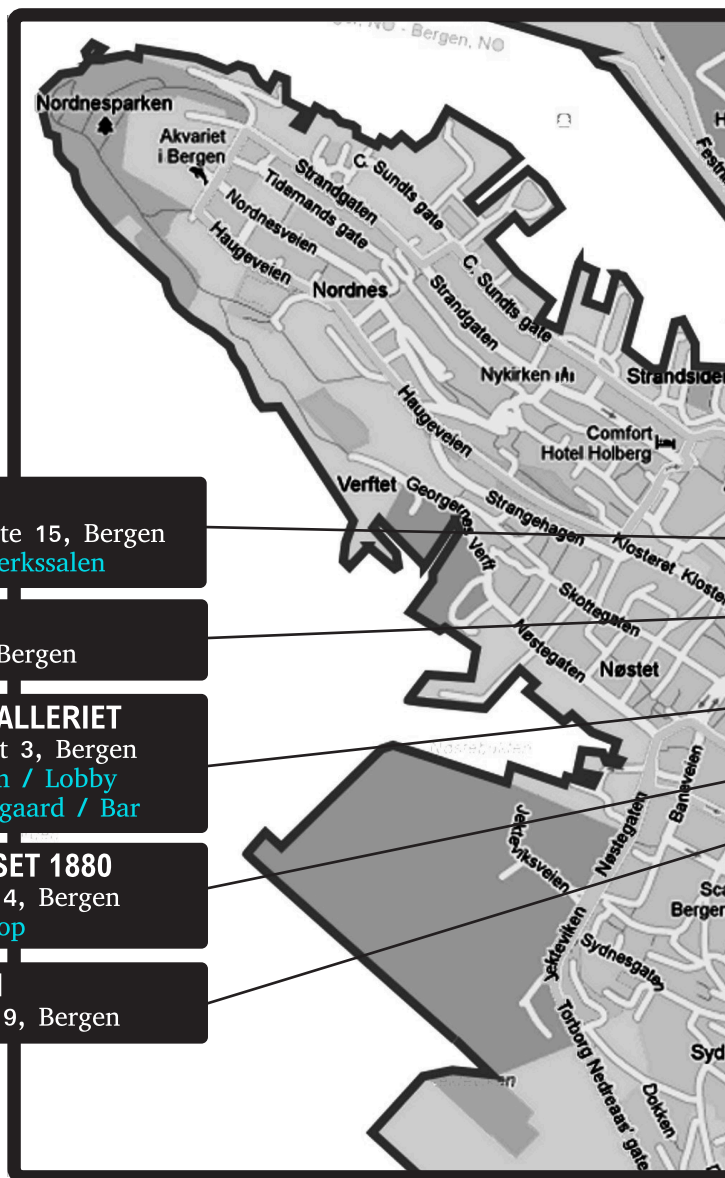 - Bergen, NO
Nordnesparken
Akvariet
i Bergen
C. Sundts gate
Strandgaten
Tidemands gate
Nordnesveien
Haugeveien
Nordnes
C. Sundts gate
Strandgaten
Nykirken
Strandsiden
Comfort
Hotel Holberg
Haugeveien
Verftet
Georgernes
Verft
Strangehagen
Klosteret
Kloster
Skottegaten
Nøstegaten
Nøstet
te 15, Bergen
erkssalen
Bergen
ALLERIET
t 3, Bergen
n / Lobby
gaard / Bar
SET 1880
4, Bergen
op
9, Bergen
Nøstebukten
Baneveien
Nøstegaten
Jekteviksveien
Jekteviken
Sca
Bergen
Sydnesgaten
Torborg Nedreaas' gate
Syd
Dokken